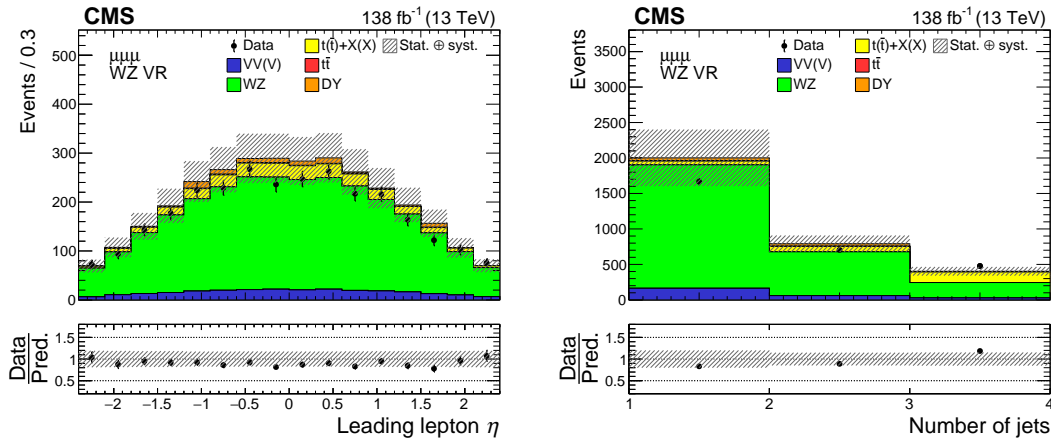 CMS 138 fb⁻¹ (13 TeV)
Events / 0.3
500
400
300
200
100
0
μμμ
WZ VR
Data
VV(V)
WZ
t(t̄)+X(X)
tt̄
DY
Stat. ⊕ syst.
Data
Pred.
1.5
1
0.5
−2 −1.5 −1 −0.5 0 0.5 1 1.5 2
Leading lepton η
CMS 138 fb⁻¹ (13 TeV)
Events
3500
3000
2500
2000
1500
1000
500
0
μμμ
WZ VR
Data
VV(V)
WZ
t(t̄)+X(X)
tt̄
DY
Stat. ⊕ syst.
Data
Pred.
1.5
1
0.5
1 2 3 4
Number of jets